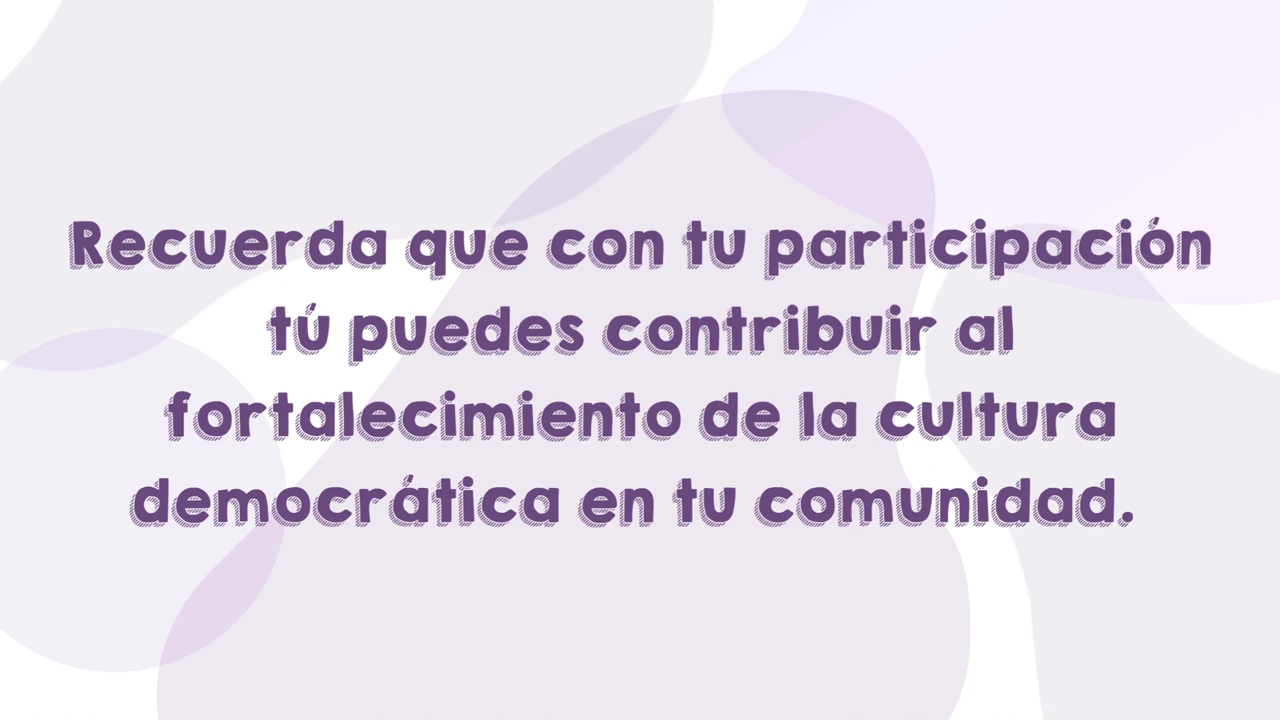 Recuerda que con tu participación
tú puedes contribuir al
fortalecimiento de la cultura
democrática en tu comunidad.